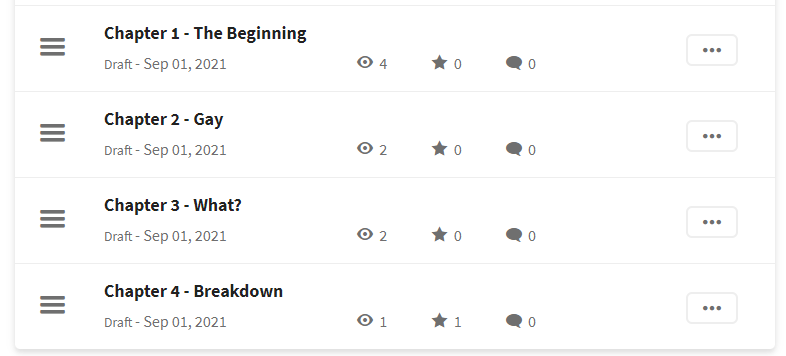 Chapter 1 - The Beginning
Draft - Sep 01, 2021 4 0 0
Chapter 2 - Gay
Draft - Sep 01, 2021 2 0 0
Chapter 3 - What?
Draft - Sep 01, 2021 2 0 0
Chapter 4 - Breakdown
Draft - Sep 01, 2021 1 1 0